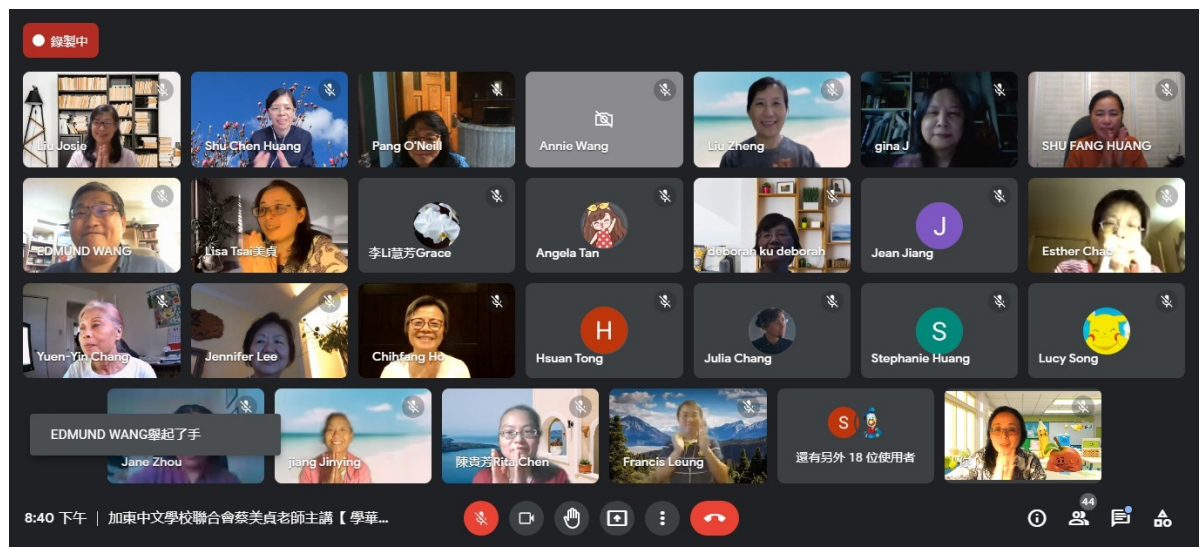 錄製中
Liu Josie
Shu Chen Huang
Pang O'Neill
Annie Wang
Liu Zheng
gina J
SHU FANG HUANG
EDMUND WANG
Lisa Tsai美貞
李Li慧芳Grace
Angela Tan
deborah ku deborah
J
Jean Jiang
Esther Chao
Yuen-Yin Chang
Jennifer Lee
Chihfang Ho
H
Hsuan Tong
Julia Chang
S
Stephanie Huang
Lucy Song
EDMUND WANG舉起了手
Jane Zhou
jiang Jinying
陳貴芳Rita Chen
Francis Leung
S
還有另外 18 位使用者
8:40 下午 | 加東中文學校聯合會蔡美貞老師主講【 學華...
44